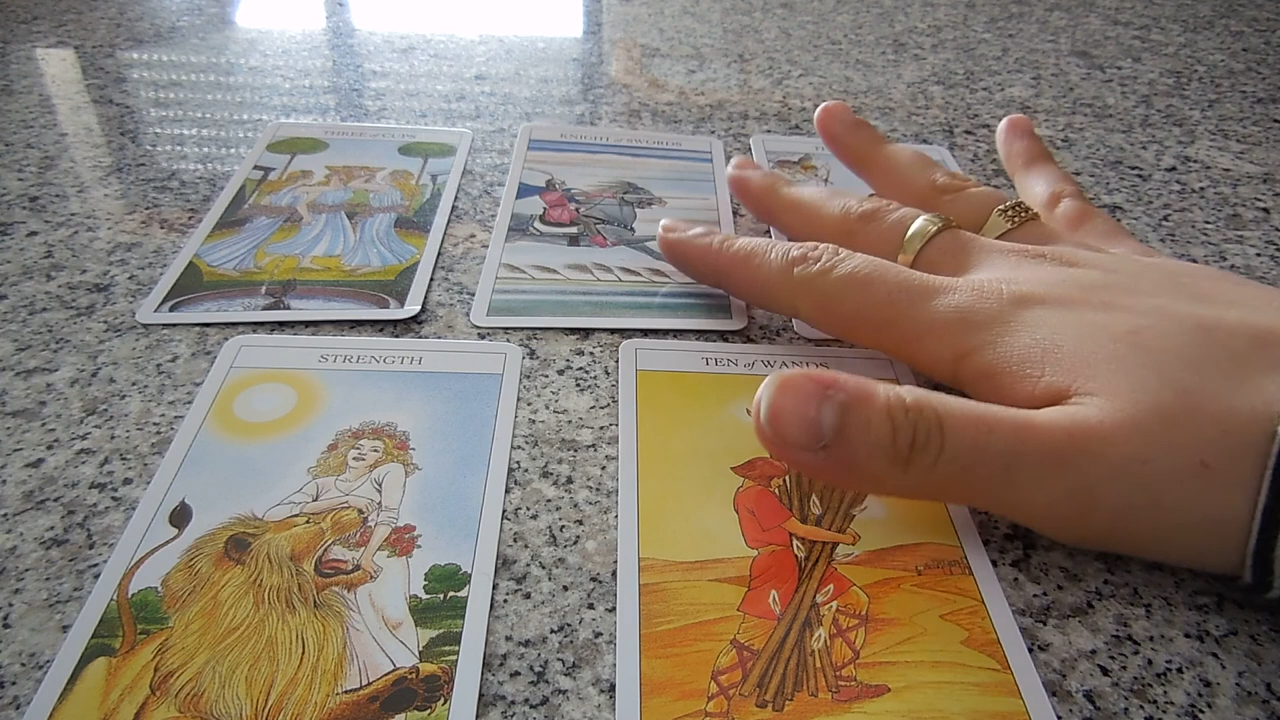 THREE of CUPS
KNIGHT of SWORDS
STRENGTH
TEN of WANDS